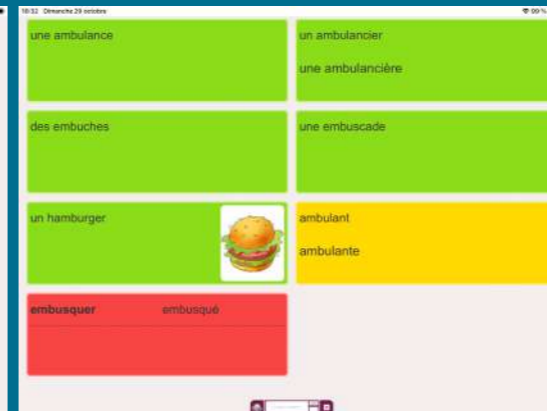 18:32 Dimanche 29 octobre
99 %
une ambulance
un ambulancier
une ambulancière
des embuches
une embuscade
un hamburger
ambulant
ambulante
embusquer embusqué